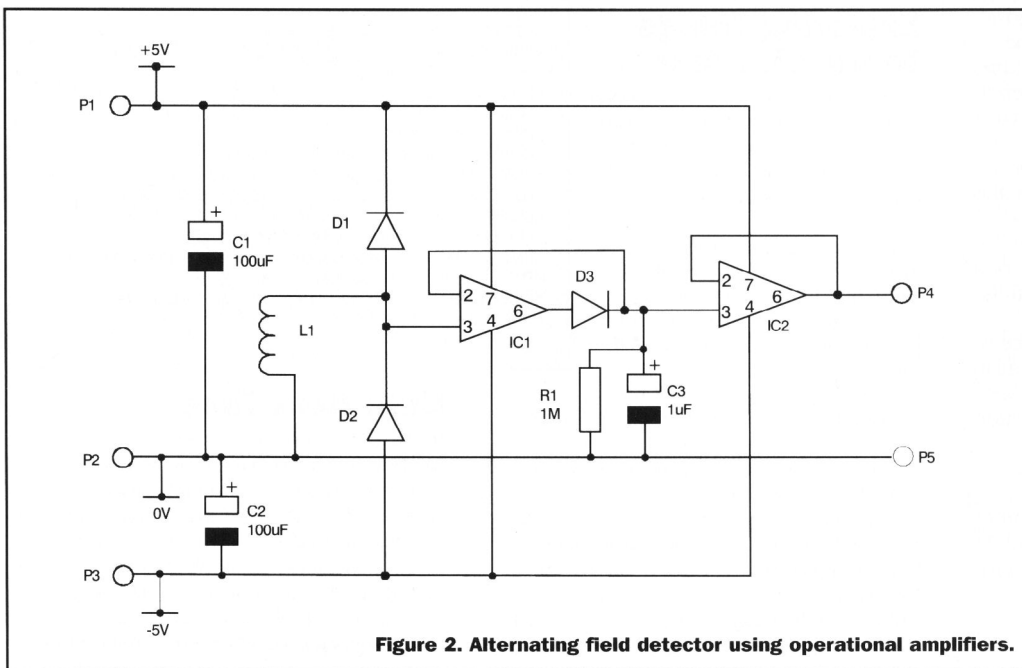 +5V
P1
+
C1
100uF
D1
L1
D2
2
7
3
4
6
IC1
D3
R1
1M
+
C3
1uF
2
7
3
4
6
IC2
P4
P2
P5
0V
+
C2
100uF
P3
-5V
Figure 2. Alternating field detector using operational amplifiers.